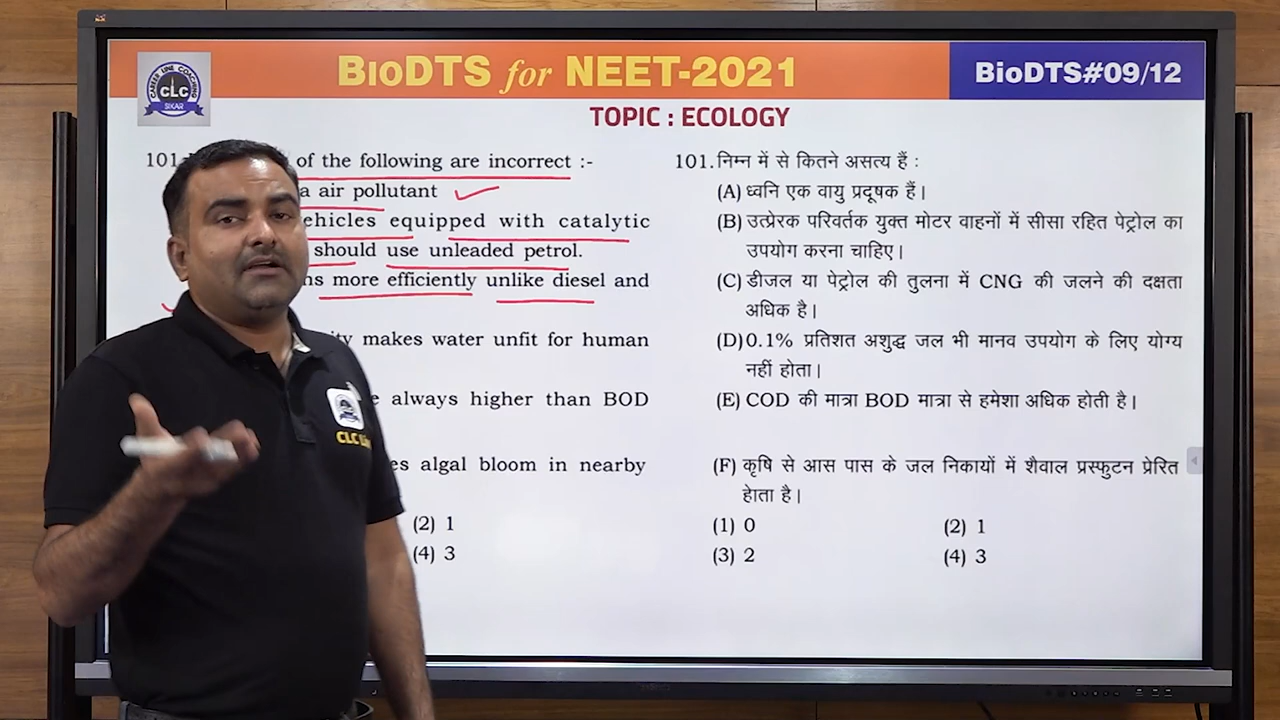 BIODTS for NEET-2021
BioDTS#09/12
CAREER LINE COACHING
CLC
SIKAR
TOPIC : ECOLOGY
101. of the following are incorrect :-
a air pollutant
ehicles equipped with catalytic
should use unleaded petrol.
more efficiently unlike diesel and
makes water unfit for human
always higher than BOD
algal bloom in nearby
(2) 1
(4) 3
101. निम्न में से कितने असत्य हैं :
(A) ध्वनि एक वायु प्रदूषक हैं।
(B) उत्प्रेरक परिवर्तक युक्त मोटर वाहनों में सीसा रहित पेट्रोल का
उपयोग करना चाहिए।
(C) डीजल या पेट्रोल की तुलना में CNG की जलने की दक्षता
अधिक है।
(D) 0.1% प्रतिशत अशुद्ध जल भी मानव उपयोग के लिए योग्य
नहीं होता।
(E) COD की मात्रा BOD मात्रा से हमेशा अधिक होती है।
(F) कृषि से आस पास के जल निकायों में शैवाल प्रस्फुटन प्रेरित
हेाता है।
(1) 0 (2) 1
(3) 2 (4) 3
CLC